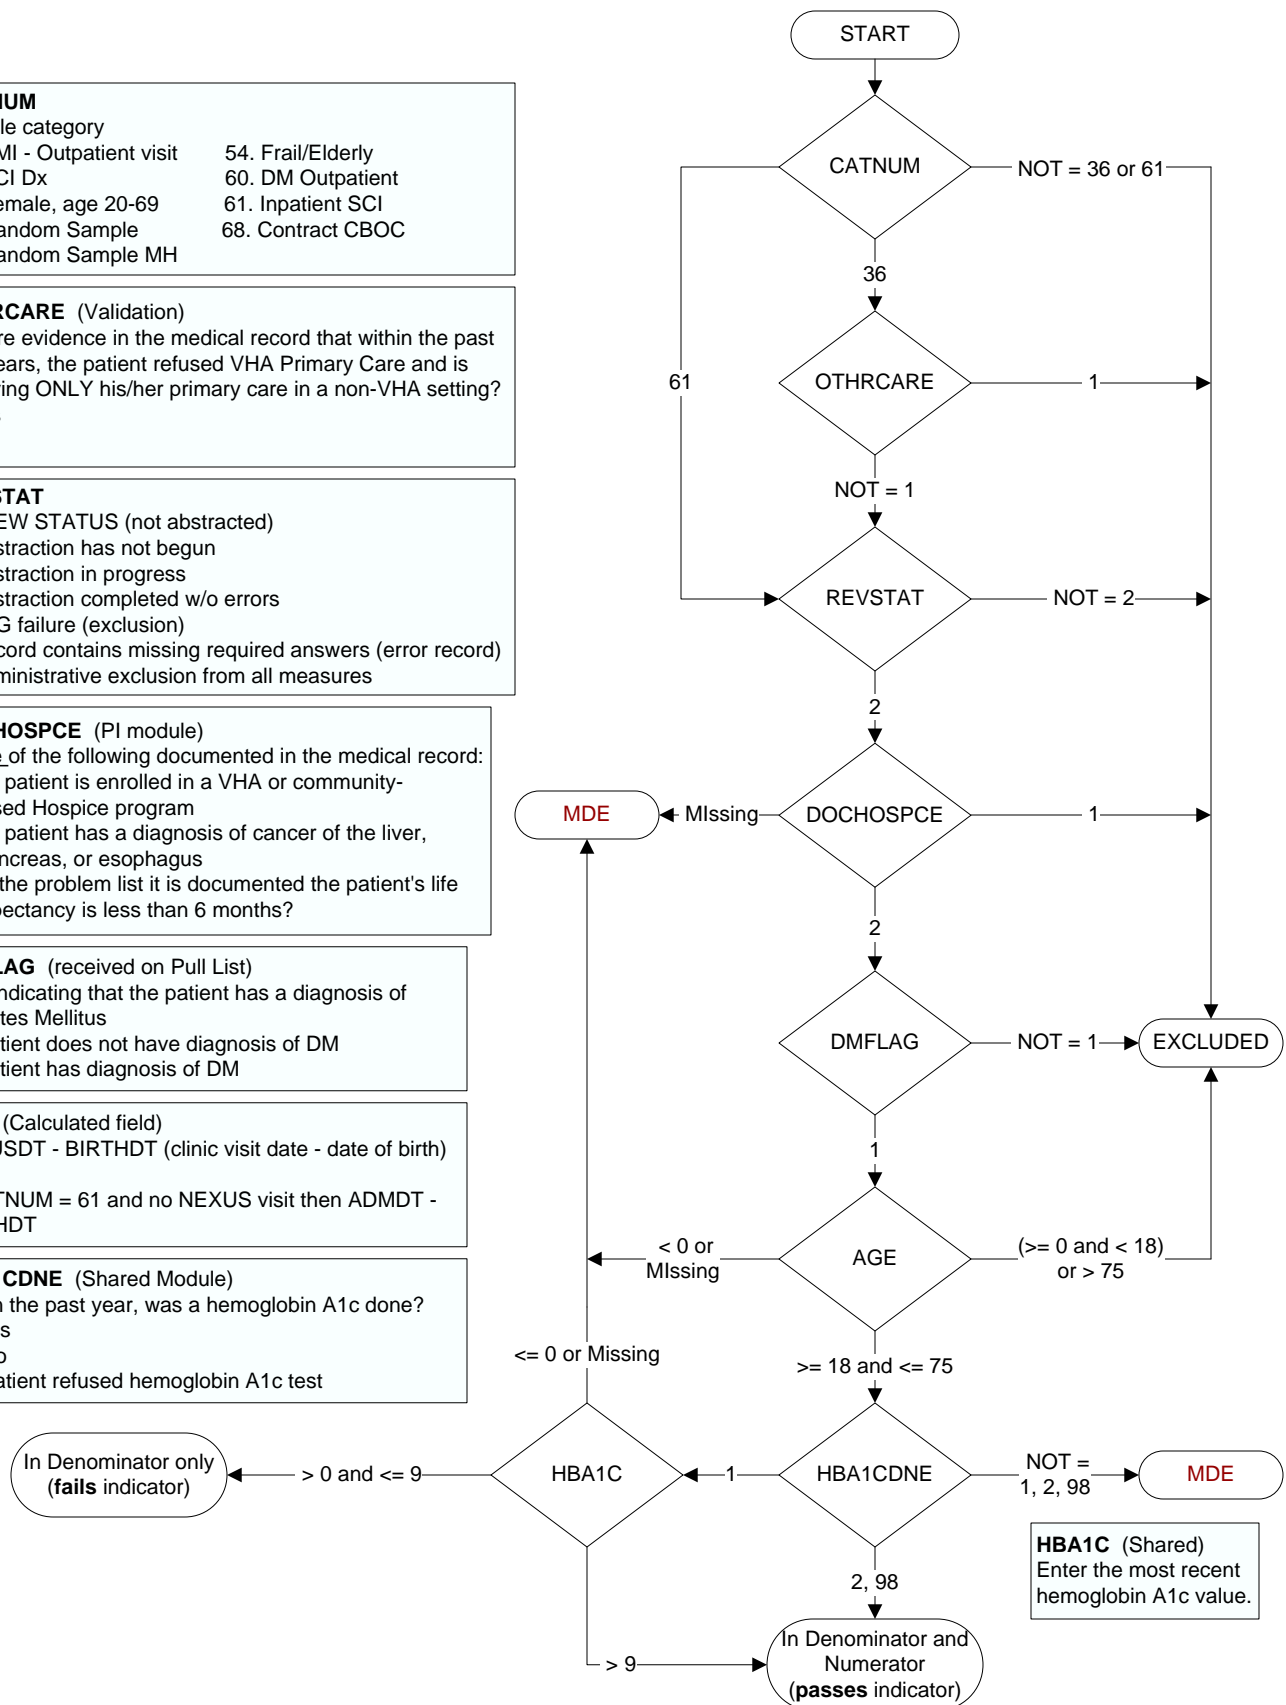 START
NUM
le category
MI - Outpatient visit 54. Frail/Elderly
CI Dx 60. DM Outpatient
emale, age 20-69 61. Inpatient SCI
andom Sample 68. Contract CBOC
andom Sample MH
CATNUM
NOT = 36 or 61
36
61
RCARE (Validation)
re evidence in the medical record that within the past
ears, the patient refused VHA Primary Care and is
ving ONLY his/her primary care in a non-VHA setting?
OTHRCARE
1
NOT = 1
STAT
EW STATUS (not abstracted)
straction has not begun
straction in progress
straction completed w/o errors
G failure (exclusion)
cord contains missing required answers (error record)
ministrative exclusion from all measures
REVSTAT
NOT = 2
2
HOSPCE (PI module)
e of the following documented in the medical record:
patient is enrolled in a VHA or community-
sed Hospice program
patient has a diagnosis of cancer of the liver,
ncreas, or esophagus
the problem list it is documented the patient's life
pectancy is less than 6 months?
MDE
MIssing
DOCHOSPCE
1
2
LAG (received on Pull List)
ndicating that the patient has a diagnosis of
tes Mellitus
tient does not have diagnosis of DM
tient has diagnosis of DM
DMFLAG
NOT = 1
EXCLUDED
1
(Calculated field)
USDT - BIRTHDT (clinic visit date - date of birth)
TNUM = 61 and no NEXUS visit then ADMDT -
HDT
< 0 or
MIssing
AGE
(>= 0 and < 18)
or > 75
CDNE (Shared Module)
n the past year, was a hemoglobin A1c done?
s
o
atient refused hemoglobin A1c test
<= 0 or Missing
>= 18 and <= 75
In Denominator only
(fails indicator)
> 0 and <= 9
HBA1C
1
HBA1CDNE
NOT =
1, 2, 98
MDE
HBA1C (Shared)
Enter the most recent
hemoglobin A1c value.
2, 98
> 9
In Denominator and
Numerator
(passes indicator)